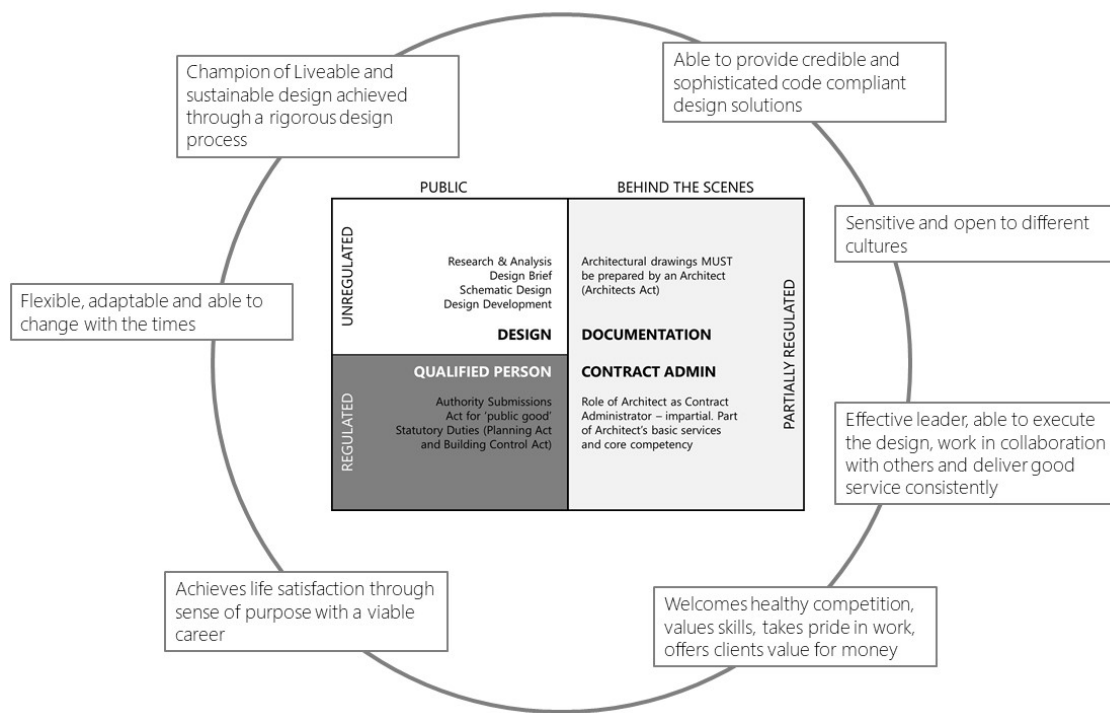 Champion of Liveable and
sustainable design achieved
through a rigorous design
process
Able to provide credible and
sophisticated code compliant
design solutions
PUBLIC
BEHIND THE SCENES
UNREGULATED
Research & Analysis
Design Brief
Schematic Design
Design Development
DESIGN
Architectural drawings MUST
be prepared by an Architect
(Architects Act)
DOCUMENTATION
Sensitive and open to different
cultures
Flexible, adaptable and able to
change with the times
REGULATED
QUALIFIED PERSON
Authority Submissions
Act for ‘public good’
Statutory Duties (Planning Act
and Building Control Act)
CONTRACT ADMIN
Role of Architect as Contract
Administrator – impartial. Part
of Architect’s basic services
and core competency
PARTIALLY REGULATED
Effective leader, able to execute
the design, work in collaboration
with others and deliver good
service consistently
Achieves life satisfaction through
sense of purpose with a viable
career
Welcomes healthy competition,
values skills, takes pride in work,
offers clients value for money